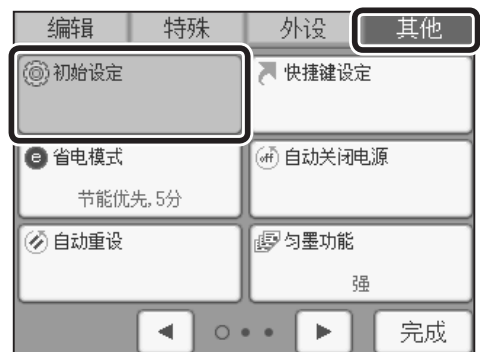 编辑 特殊 外设 其他
初始设定 快捷键设定
省电模式 自动关闭电源
节能优先,5分
自动重设 匀墨功能
强
完成